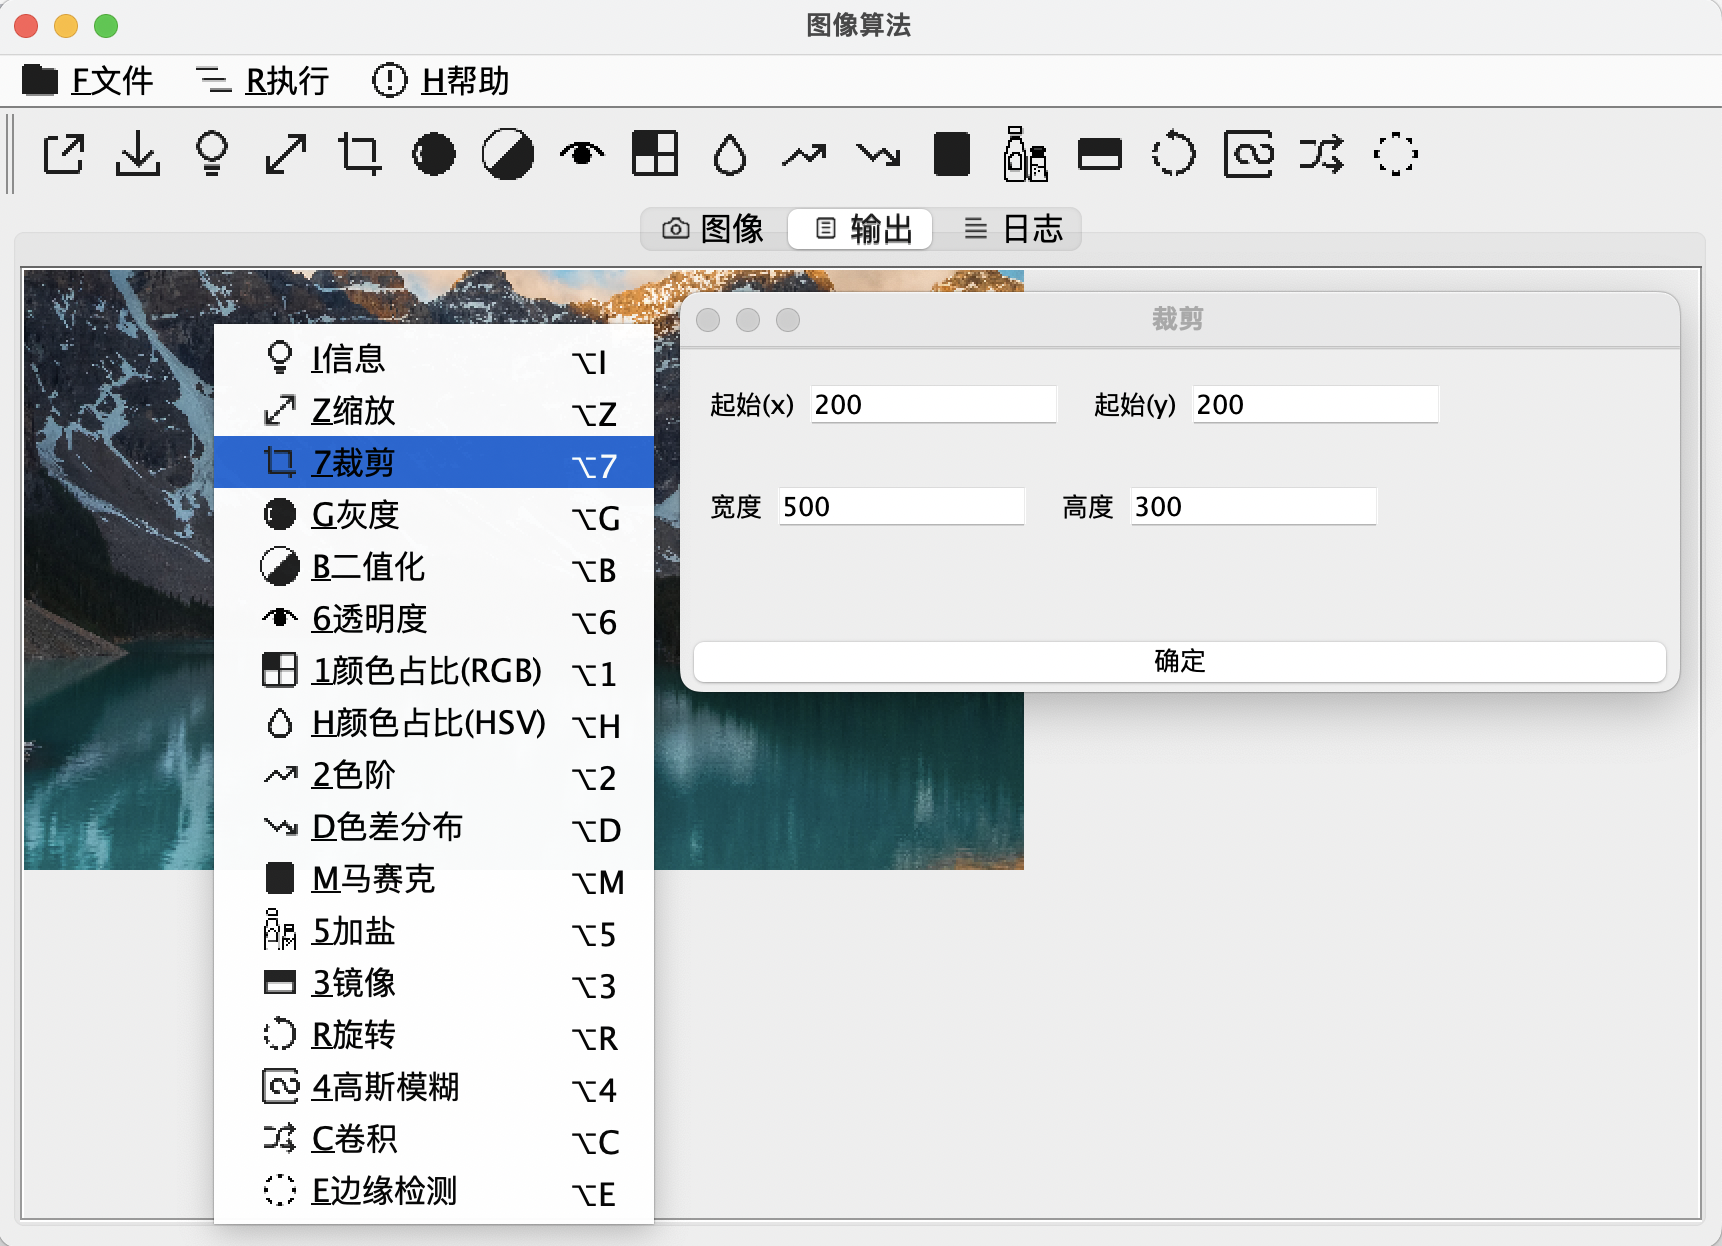 图像算法
F文件 R执行 H帮助
图像 输出 日志
I信息 ⌥I
Z缩放 ⌥Z
7裁剪 ⌥7
G灰度 ⌥G
B二值化 ⌥B
6透明度 ⌥6
1颜色占比(RGB) ⌥1
H颜色占比(HSV) ⌥H
2色阶 ⌥2
D色差分布 ⌥D
M马赛克 ⌥M
5加盐 ⌥5
3镜像 ⌥3
R旋转 ⌥R
4高斯模糊 ⌥4
C卷积 ⌥C
E边缘检测 ⌥E
裁剪
起始(x) 200 起始(y) 200
宽度 500 高度 300
确定